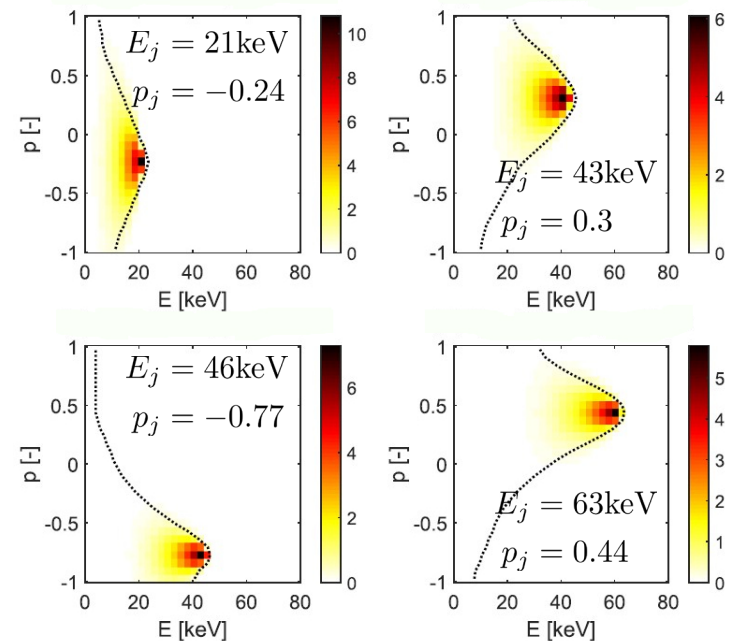 E_j = 21keV
p_j = −0.24
p [-]
1
0.5
0
-0.5
-1
0 20 40 60 80
E [keV]
10
8
6
4
2
0
E_j = 43keV
p_j = 0.3
p [-]
1
0.5
0
-0.5
-1
0 20 40 60 80
E [keV]
6
4
2
0
E_j = 46keV
p_j = −0.77
p [-]
1
0.5
0
-0.5
-1
0 20 40 60 80
E [keV]
6
4
2
0
E_j = 63keV
p_j = 0.44
p [-]
1
0.5
0
-0.5
-1
0 20 40 60 80
E [keV]
5
4
3
2
1
0